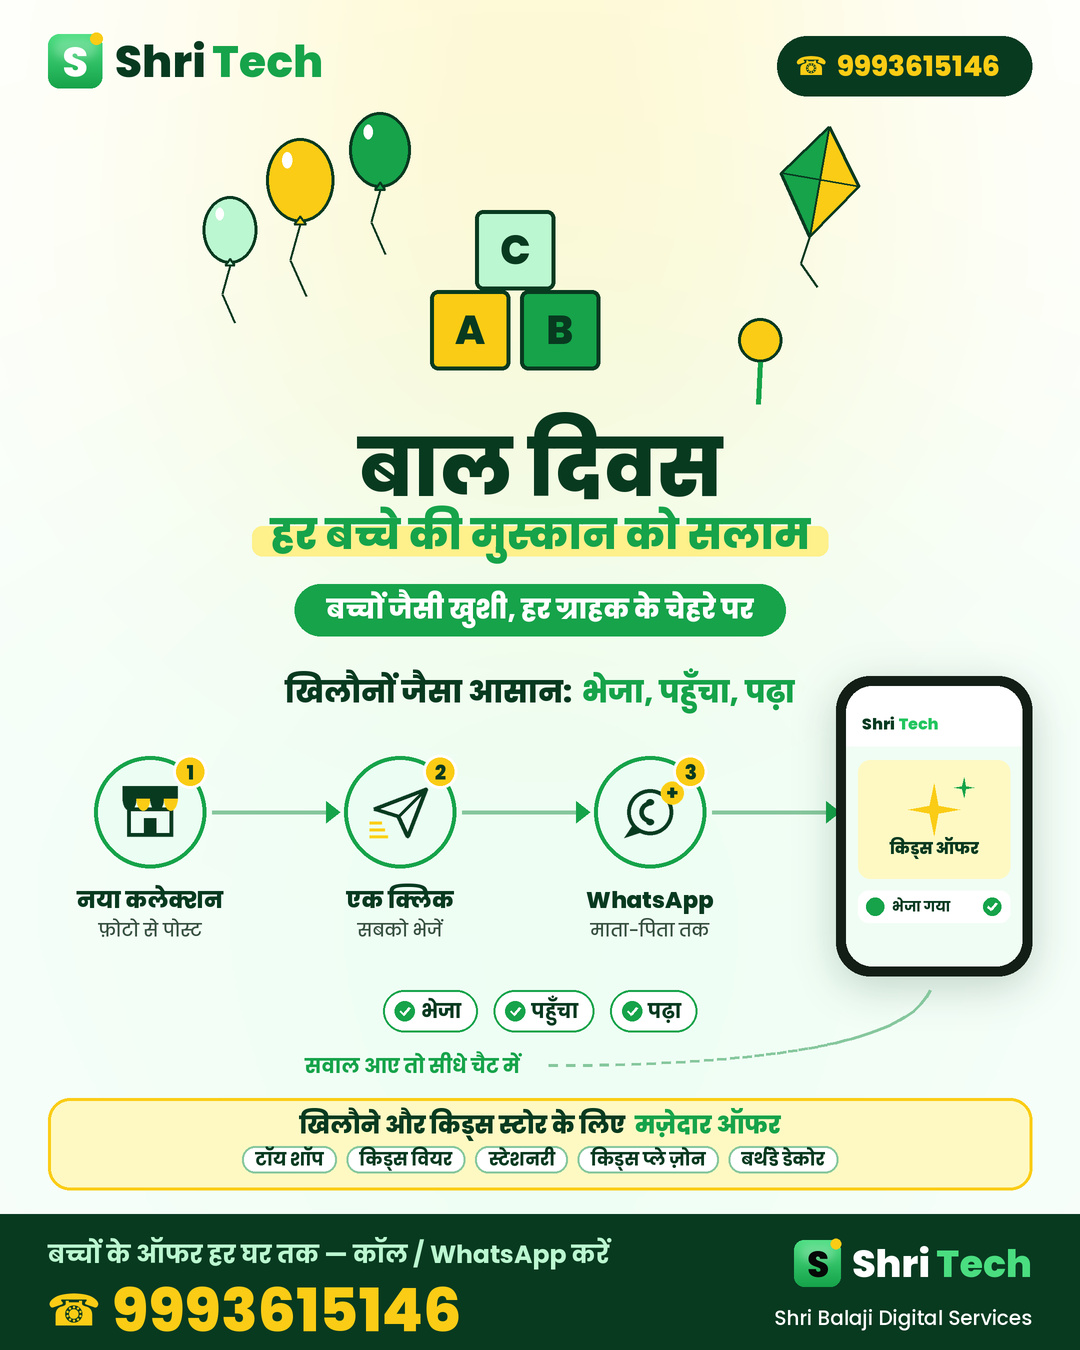 S Shri Tech
☎ 9993615146
C
A B
बाल दिवस
हर बच्चे की मुस्कान को सलाम
बच्चों जैसी खुशी, हर ग्राहक के चेहरे पर
खिलौनों जैसा आसान: भेजा, पहुँचा, पढ़ा
1
2
3
नया कलेक्शन
फ़ोटो से पोस्ट
एक क्लिक
सबको भेजें
WhatsApp
माता-पिता तक
Shri Tech
किड्स ऑफर
भेजा गया
भेजा
पहुँचा
पढ़ा
सवाल आए तो सीधे चैट में
खिलौने और किड्स स्टोर के लिए मज़ेदार ऑफर
टॉय शॉप किड्स वियर स्टेशनरी किड्स प्ले ज़ोन बर्थडे डेकोर
बच्चों के ऑफर हर घर तक — कॉल / WhatsApp करें
☎ 9993615146
S Shri Tech
Shri Balaji Digital Services